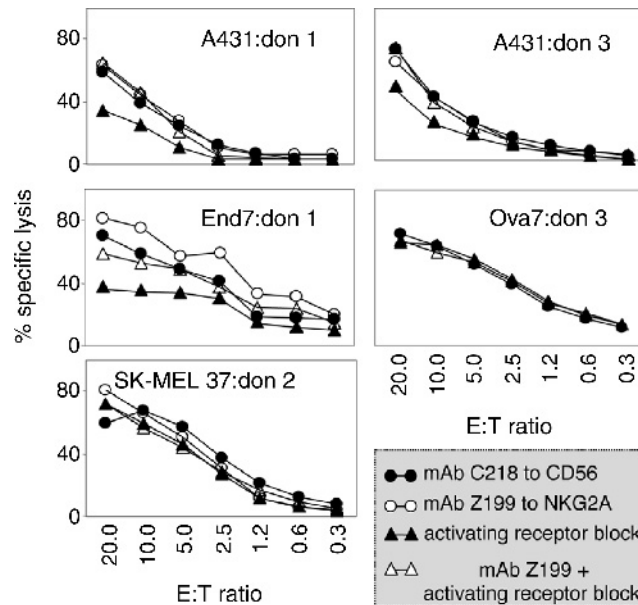 A431:don 1
80
40
0
A431:don 3
End7:don 1
80
40
0
Ova7:don 3
% specific lysis
SK-MEL 37:don 2
80
40
0
20.0 10.0 5.0 2.5 1.2 0.6 0.3
E:T ratio
20.0 10.0 5.0 2.5 1.2 0.6 0.3
E:T ratio
mAb C218 to CD56
mAb Z199 to NKG2A
activating receptor block
mAb Z199 +
activating receptor block